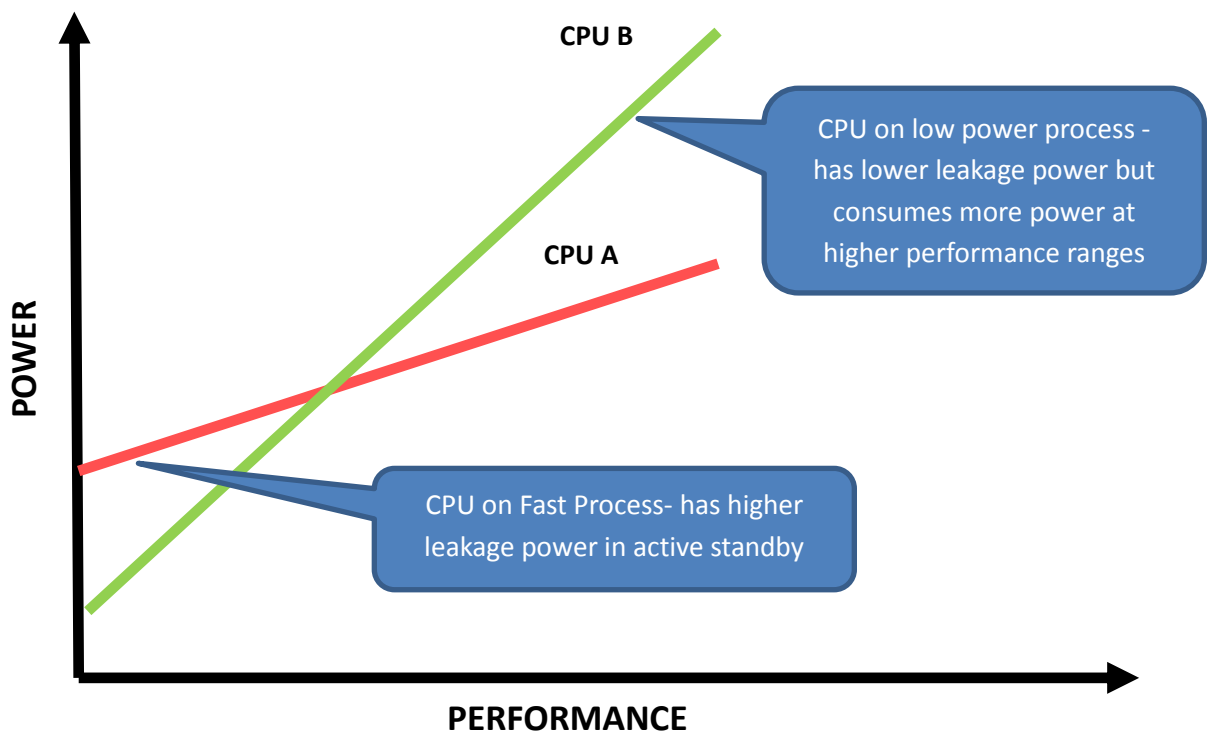 CPU B
CPU on low power process -
has lower leakage power but
consumes more power at
higher performance ranges
CPU A
POWER
CPU on Fast Process- has higher
leakage power in active standby
PERFORMANCE